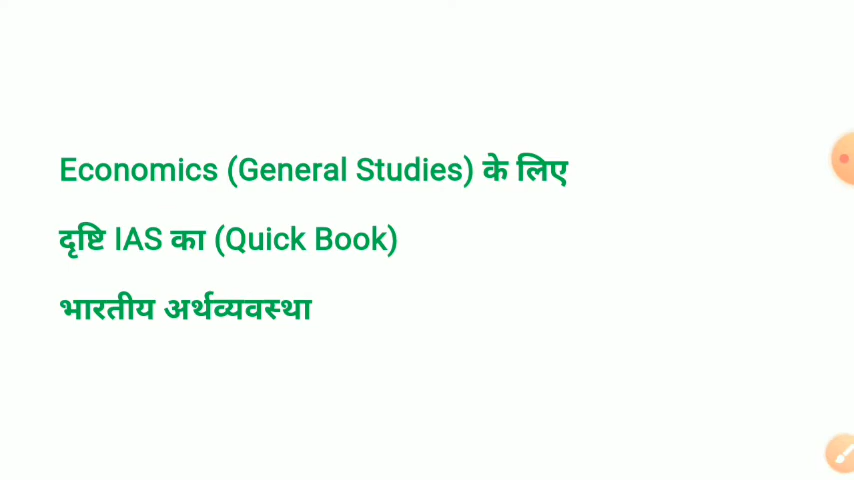 Economics (General Studies) के लिए
दृष्टि IAS का (Quick Book)
भारतीय अर्थव्यवस्था